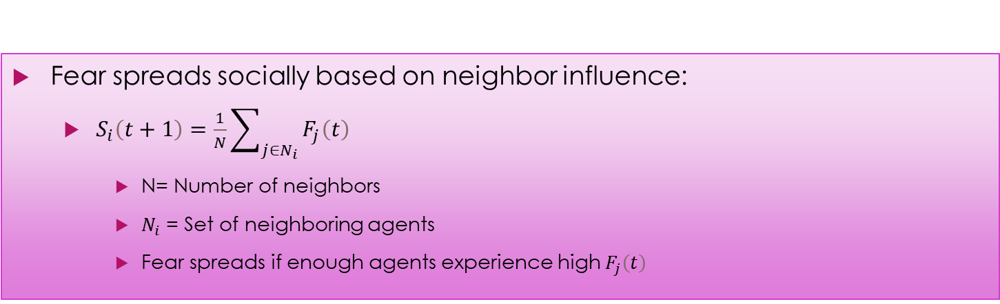 Fear spreads socially based on neighbor influence:
$S_i(t+1) = \frac{1}{N} \sum_{j \in N_i} F_j(t)$
N= Number of neighbors
$N_i$ = Set of neighboring agents
Fear spreads if enough agents experience high $F_j(t)$